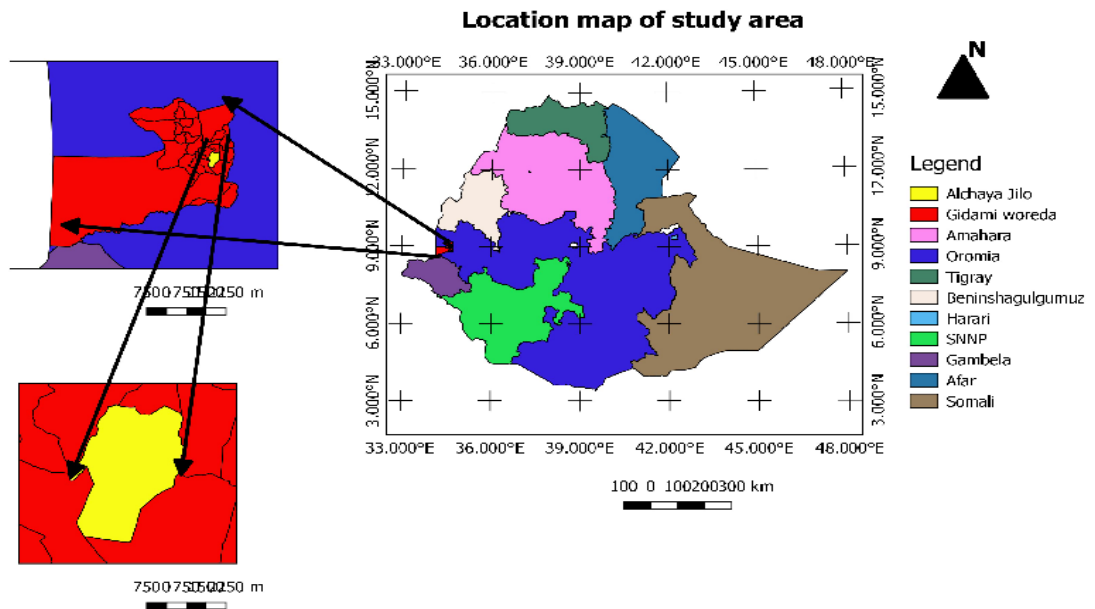 Location map of study area
N
33.000°E 36.000°E 39.000°E 42.000°E 45.000°E 48.000°E
15.000°N 15.000°N
12.000°N 12.000°N
9.000°N 9.000°N
6.000°N 6.000°N
3.000°N 3.000°N
33.000°E 36.000°E 39.000°E 42.000°E 45.000°E 48.000°E
100 0 100200300 km
Legend
Alchaya Jilo
Gidami woreda
Amahara
Oromia
Tigray
Beninshagulgumuz
Harari
SNNP
Gambela
Afar
Somali